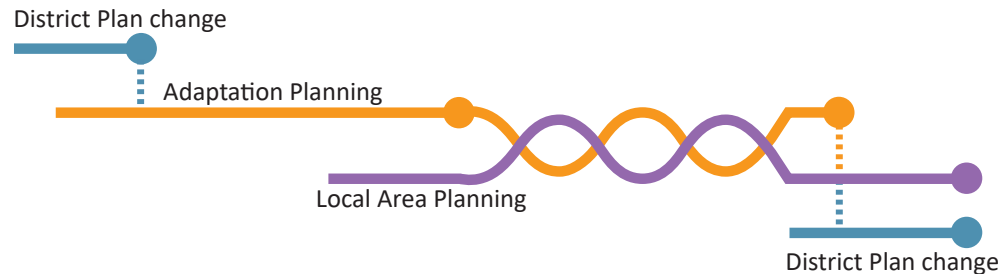 District Plan change
Adaptation Planning
Local Area Planning
District Plan change